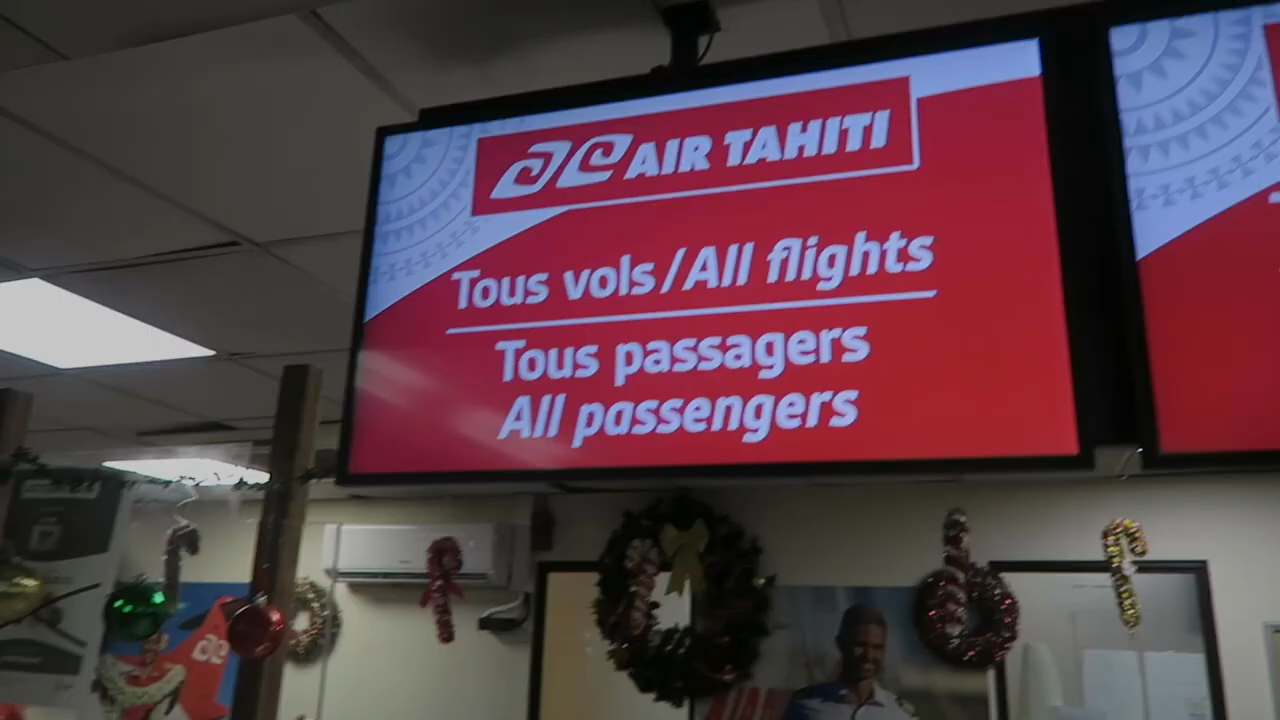 AIR TAHITI
Tous vols/All flights
Tous passagers
All passengers